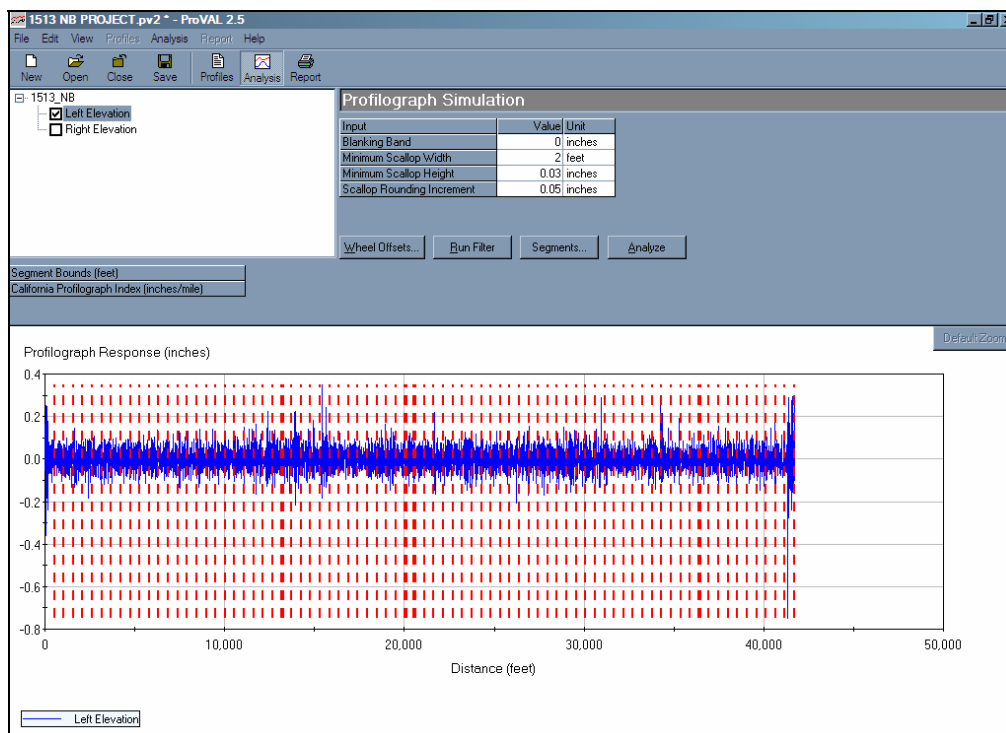 1513 NB PROJECT.pv2 * - ProVAL 2.5
File Edit View Profiles Analysis Report Help
New Open Close Save Profiles Analysis Report
1513_NB
Left Elevation
Right Elevation
Profilograph Simulation
Input Value Unit
Blanking Band 0 inches
Minimum Scallop Width 2 feet
Minimum Scallop Height 0.03 inches
Scallop Rounding Increment 0.05 inches
Wheel Offsets... Run Filter Segments... Analyze
Segment Bounds (feet)
California Profilograph Index (inches/mile)
Default Zoom
Profilograph Response (inches)
0.4
0.2
0.0
-0.2
-0.4
-0.6
-0.8
0 10,000 20,000 30,000 40,000 50,000
Distance (feet)
Left Elevation